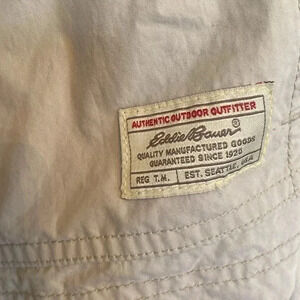 AUTHENTIC OUTDOOR OUTFITTER
Eddie Bauer®
QUALITY MANUFACTURED GOODS
GUARANTEED SINCE 1920
REG T.M. EST. SEATTLE, USA